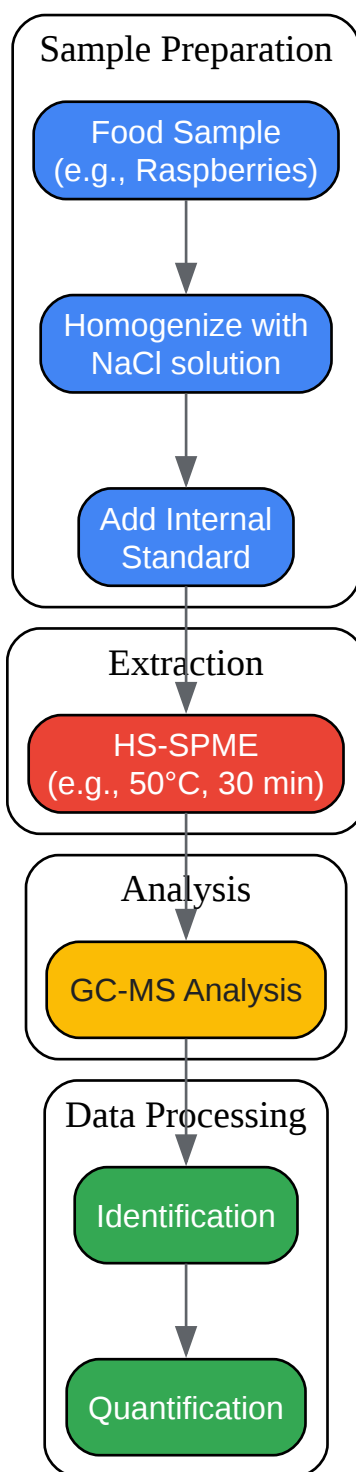 Sample Preparation
Food Sample
(e.g., Raspberries)
Homogenize with
NaCl solution
Add Internal
Standard
Extraction
HS-SPME
(e.g., 50°C, 30 min)
Analysis
GC-MS Analysis
Data Processing
Identification
Quantification